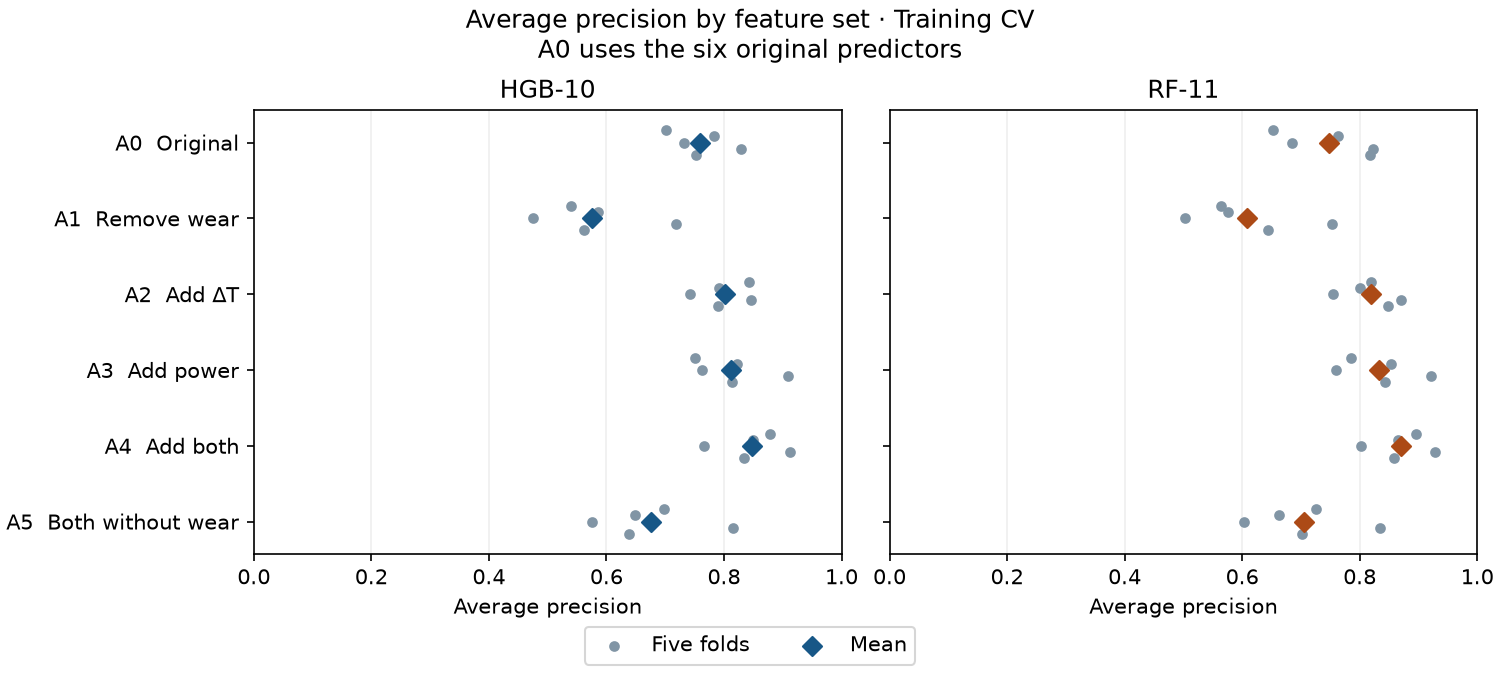 Average precision by feature set · Training CV
A0 uses the six original predictors
HGB-10
RF-11
A0  Original
A1  Remove wear
A2  Add ΔT
A3  Add power
A4  Add both
A5  Both without wear
0.0 0.2 0.4 0.6 0.8 1.0
0.0 0.2 0.4 0.6 0.8 1.0
Average precision
Average precision
Five folds
Mean